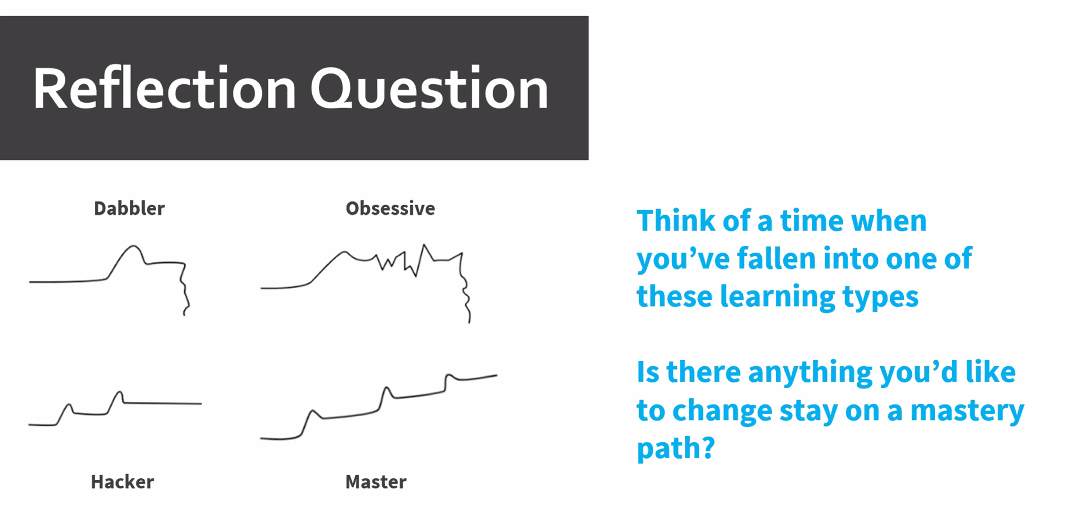 Reflection Question
Dabbler
Obsessive
Hacker
Master
Think of a time when
you’ve fallen into one of
these learning types
Is there anything you’d like
to change stay on a mastery
path?